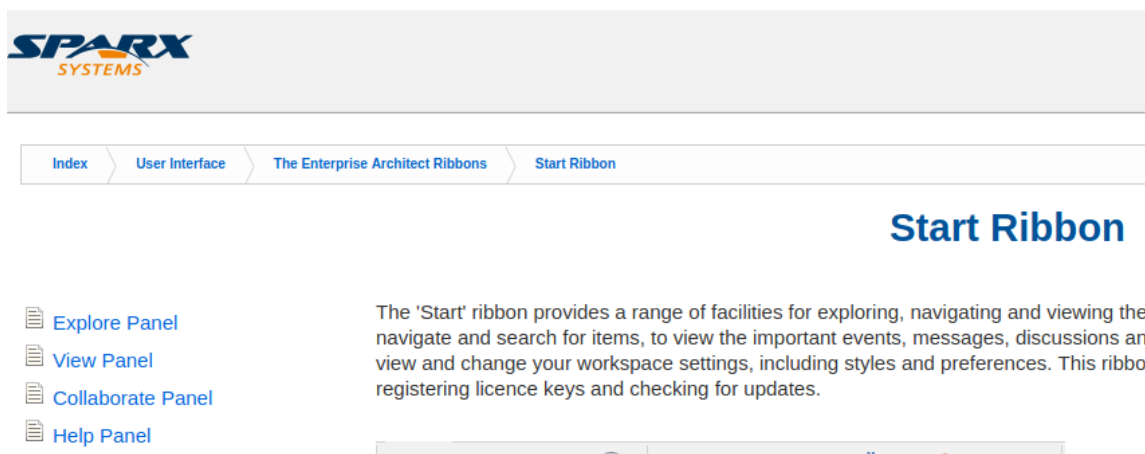 SPARX
SYSTEMS
Index User Interface The Enterprise Architect Ribbons Start Ribbon
Start Ribbon
Explore Panel
View Panel
Collaborate Panel
Help Panel
The 'Start' ribbon provides a range of facilities for exploring, navigating and viewing the
navigate and search for items, to view the important events, messages, discussions an
view and change your workspace settings, including styles and preferences. This ribbo
registering licence keys and checking for updates.